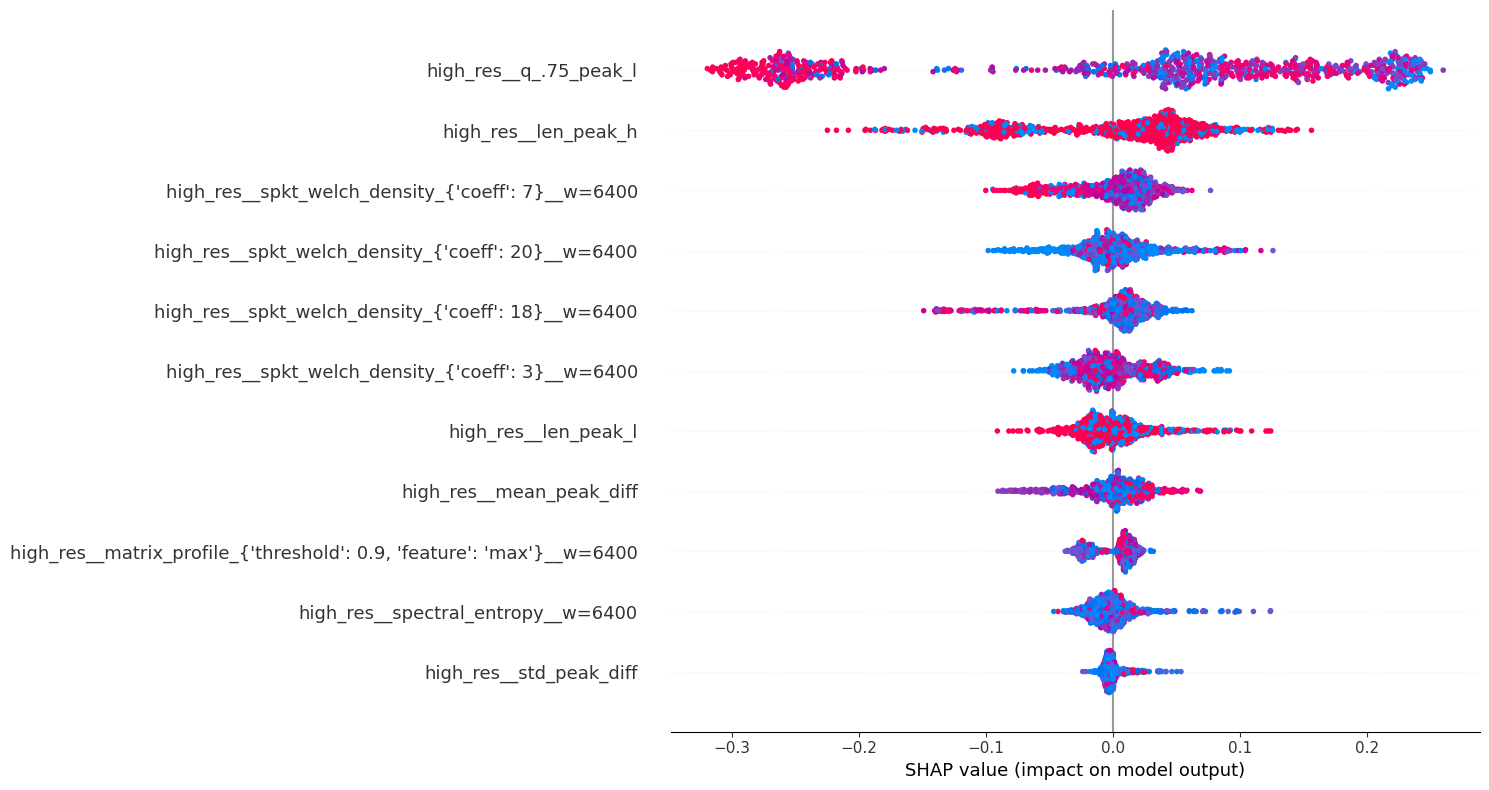 high_res__q_.75_peak_l
high_res__len_peak_h
high_res__spkt_welch_density_{'coeff': 7}__w=6400
high_res__spkt_welch_density_{'coeff': 20}__w=6400
high_res__spkt_welch_density_{'coeff': 18}__w=6400
high_res__spkt_welch_density_{'coeff': 3}__w=6400
high_res__len_peak_l
high_res__mean_peak_diff
high_res__matrix_profile_{'threshold': 0.9, 'feature': 'max'}__w=6400
high_res__spectral_entropy__w=6400
high_res__std_peak_diff
−0.3 −0.2 −0.1 0.0 0.1 0.2
SHAP value (impact on model output)